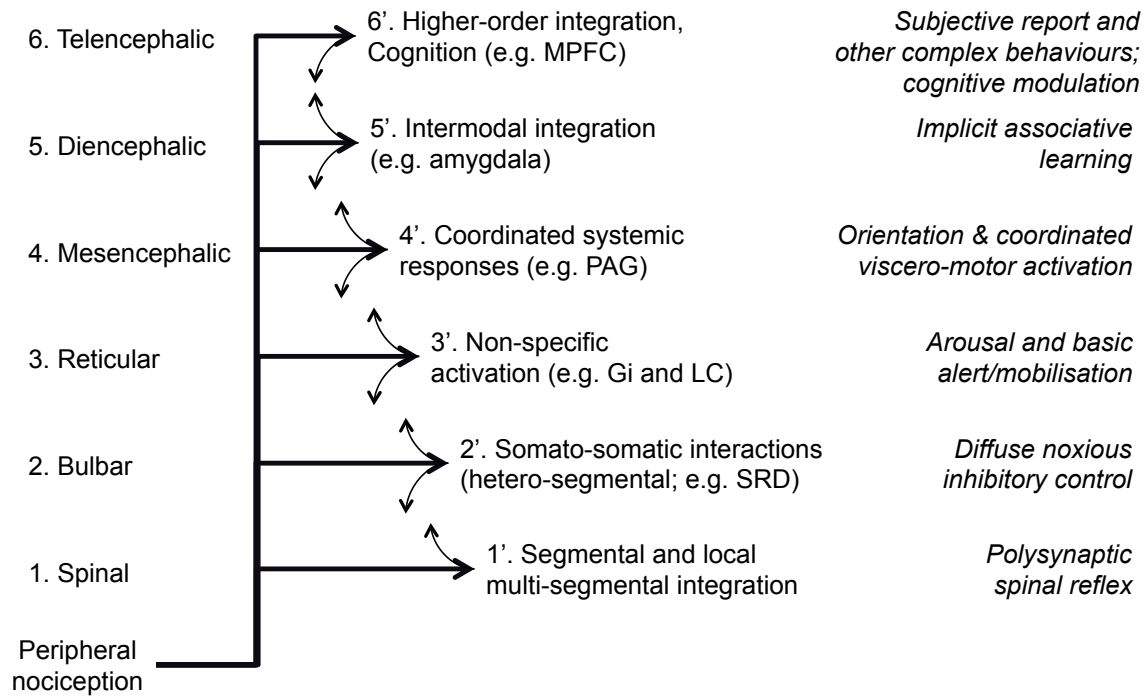 6. Telencephalic
6’. Higher-order integration,
Cognition (e.g. MPFC)
Subjective report and
other complex behaviours;
cognitive modulation
5. Diencephalic
5’. Intermodal integration
(e.g. amygdala)
Implicit associative
learning
4. Mesencephalic
4’. Coordinated systemic
responses (e.g. PAG)
Orientation & coordinated
viscero-motor activation
3. Reticular
3’. Non-specific
activation (e.g. Gi and LC)
Arousal and basic
alert/mobilisation
2. Bulbar
2’. Somato-somatic interactions
(hetero-segmental; e.g. SRD)
Diffuse noxious
inhibitory control
1. Spinal
1’. Segmental and local
multi-segmental integration
Polysynaptic
spinal reflex
Peripheral
nociception